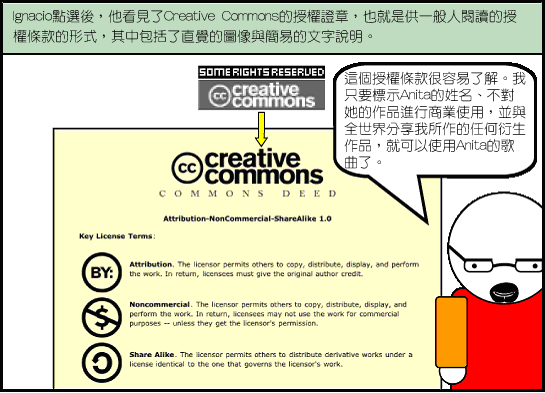 Ignacio點選後，他看見了Creative Commons的授權證章，也就是供一般人閱讀的授
權條款的形式，其中包括了直覺的圖像與簡易的文字說明。
SOME RIGHTS RESERVED
cc creative
commons
這個授權條款很容易了解。我
只要標示Anita的姓名、不對
她的作品進行商業使用，並與
全世界分享我所作的任何衍生
作品，就可以使用Anita的歌
曲了。
cc creative
commons
COMMONS DEED
Attribution-NonCommercial-ShareAlike 1.0
Key License Terms:
BY:
Attribution. The licensor permits others to copy, distribute, display, and perform
the work. In return, licensees must give the original author credit.
$
Noncommercial. The licensor permits others to copy, distribute, display, and
perform the work. In return, licensees may not use the work for commercial
purposes -- unless they get the licensor's permission.
Share Alike. The licensor permits others to distribute derivative works under a
license identical to the one that governs the licensor's work.